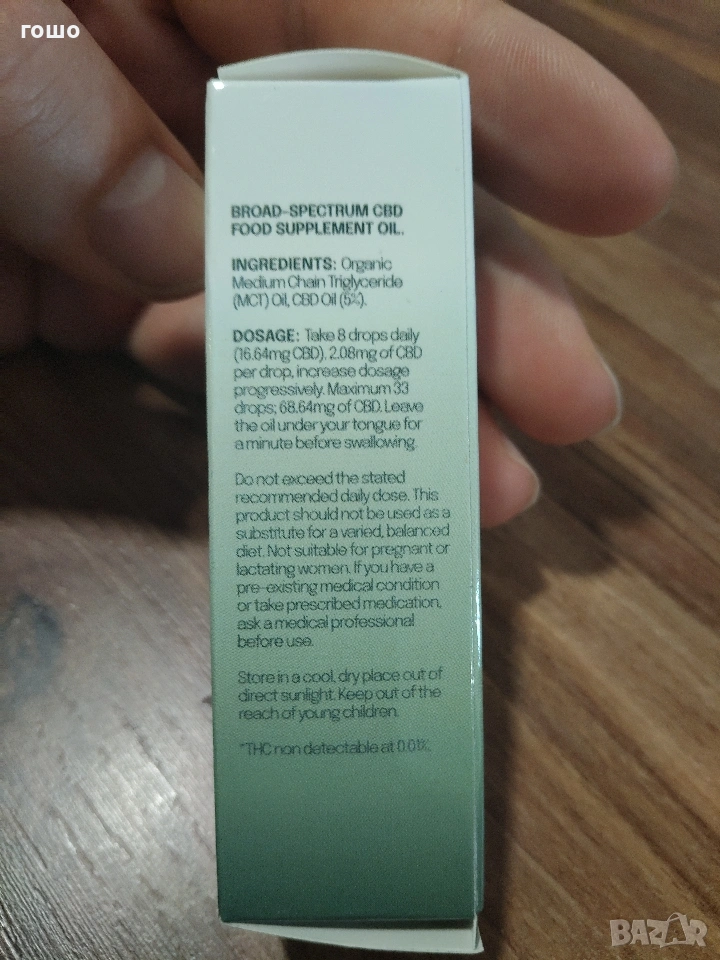 гошо
BROAD-SPECTRUM CBD
FOOD SUPPLEMENT OIL.
INGREDIENTS: Organic
Medium Chain Triglyceride
(MCT) Oil, CBD Oil (5%).
DOSAGE: Take 8 drops daily
(16.64mg CBD), 2.08mg of CBD
per drop, increase dosage
progressively. Maximum 33
drops; 68.64mg of CBD. Leave
the oil under your tongue for
a minute before swallowing.
Do not exceed the stated
recommended daily dose. This
product should not be used as a
substitute for a varied, balanced
diet. Not suitable for pregnant or
lactating women. If you have a
pre-existing medical condition
or take prescribed medication,
ask a medical professional
before use.
Store in a cool, dry place out of
direct sunlight. Keep out of the
reach of young children.
*THC non detectable at 0.01%.
BAZAR